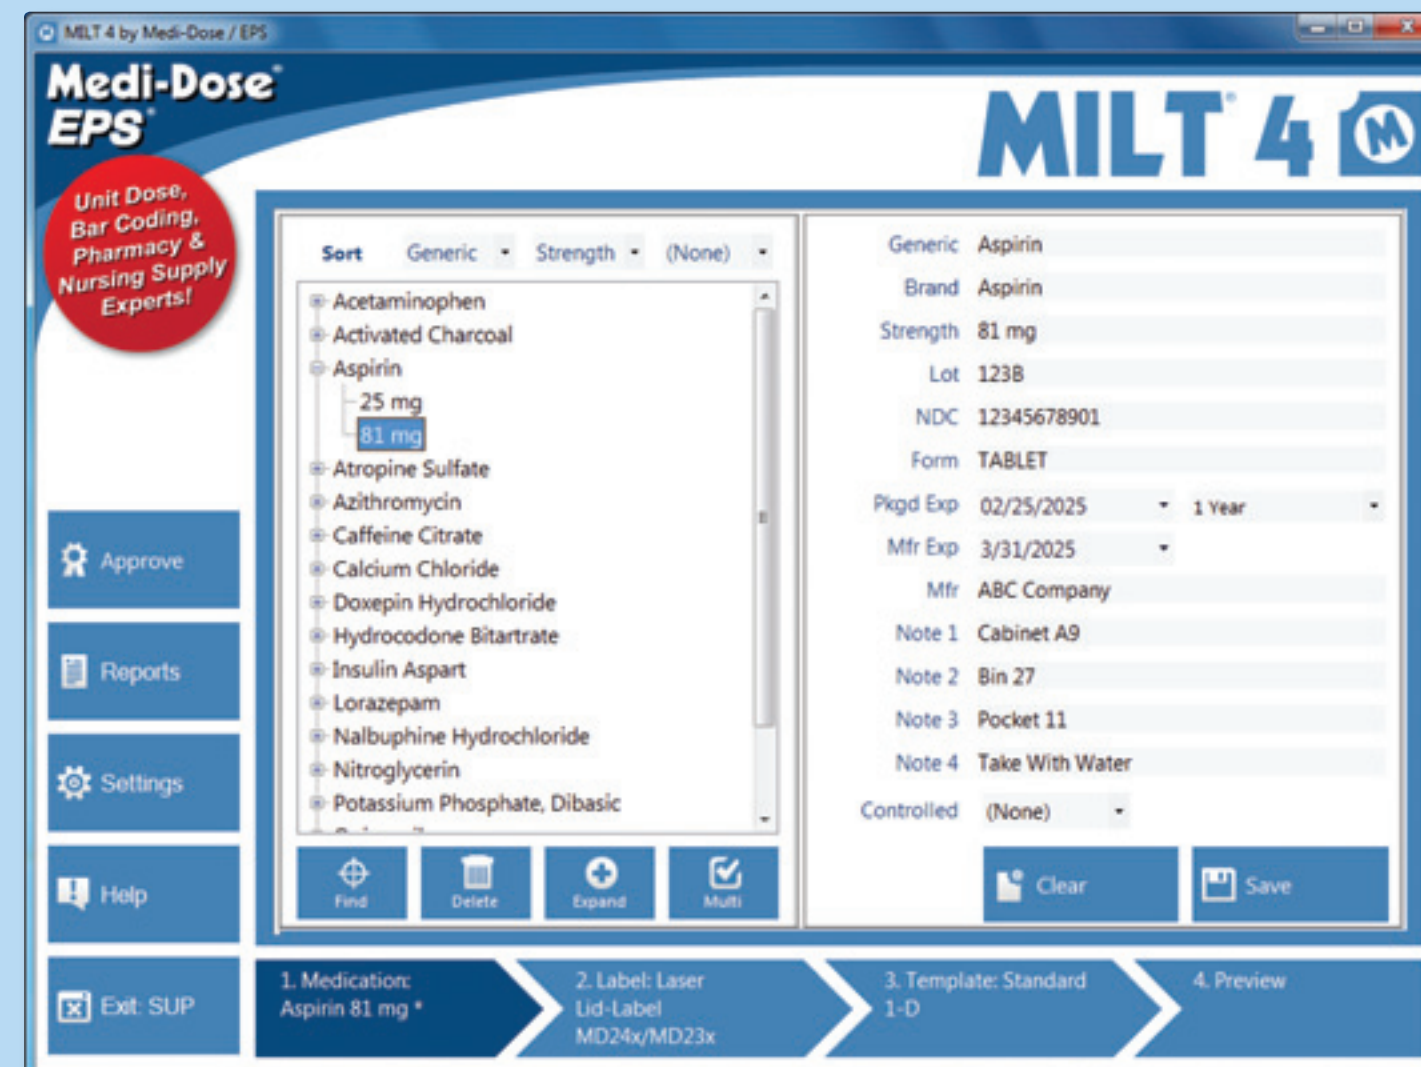 MILT 4 by Medi-Dose / EPS
Medi-Dose®
EPS®
MILT® 4 M
Unit Dose,
Bar Coding,
Pharmacy &
Nursing Supply
Experts!
Approve
Reports
Settings
Help
Exit: SUP
Sort Generic Strength (None)
Acetaminophen
Activated Charcoal
Aspirin
25 mg
81 mg
Atropine Sulfate
Azithromycin
Caffeine Citrate
Calcium Chloride
Doxepin Hydrochloride
Hydrocodone Bitartrate
Insulin Aspart
Lorazepam
Nalbuphine Hydrochloride
Nitroglycerin
Potassium Phosphate, Dibasic
Find Delete Expand Multi
Generic Aspirin
Brand Aspirin
Strength 81 mg
Lot 123B
NDC 12345678901
Form TABLET
Pkgd Exp 02/25/2025 1 Year
Mfr Exp 3/31/2025
Mfr ABC Company
Note 1 Cabinet A9
Note 2 Bin 27
Note 3 Pocket 11
Note 4 Take With Water
Controlled (None)
Clear Save
1. Medication:
Aspirin 81 mg *
2. Label: Laser
Lid-Label
MD24x/MD23x
3. Template: Standard
1-D
4. Preview